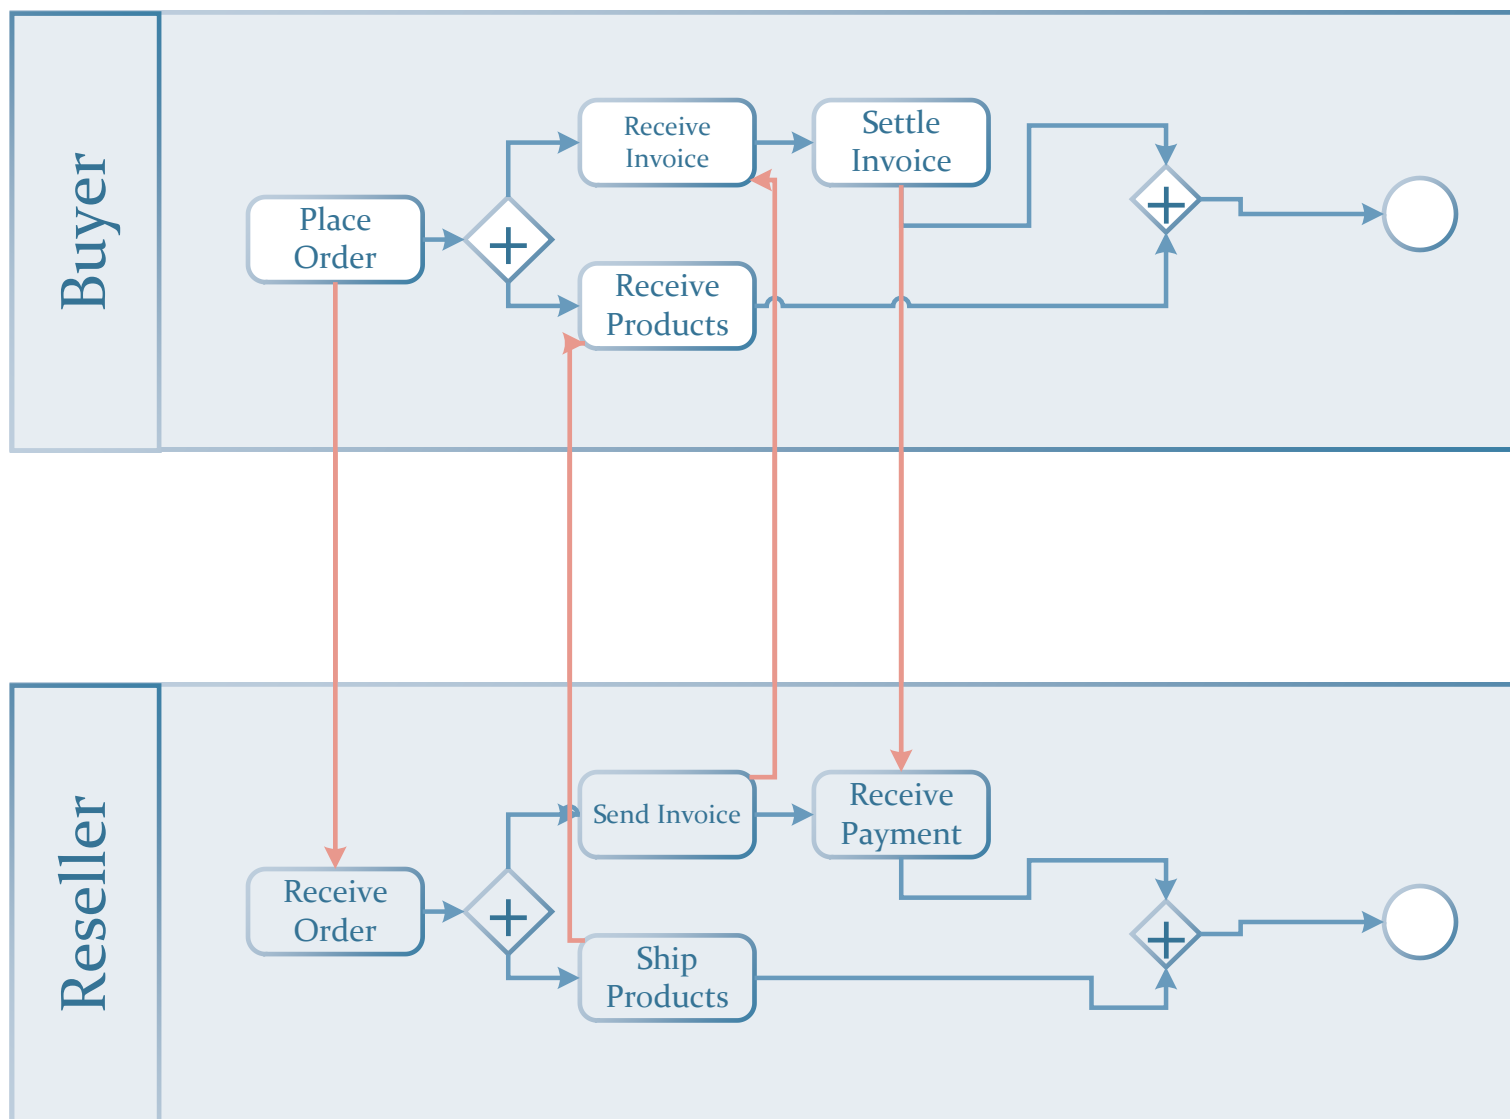 Buyer
Place
Order
Receive
Invoice
Settle
Invoice
Receive
Products
Reseller
Receive
Order
Send Invoice
Receive
Payment
Ship
Products